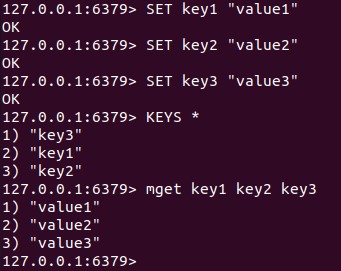 127.0.0.1:6379> SET key1 "value1"
OK
127.0.0.1:6379> SET key2 "value2"
OK
127.0.0.1:6379> SET key3 "value3"
OK
127.0.0.1:6379> KEYS *
1) "key3"
2) "key1"
3) "key2"
127.0.0.1:6379> mget key1 key2 key3
1) "value1"
2) "value2"
3) "value3"
127.0.0.1:6379>